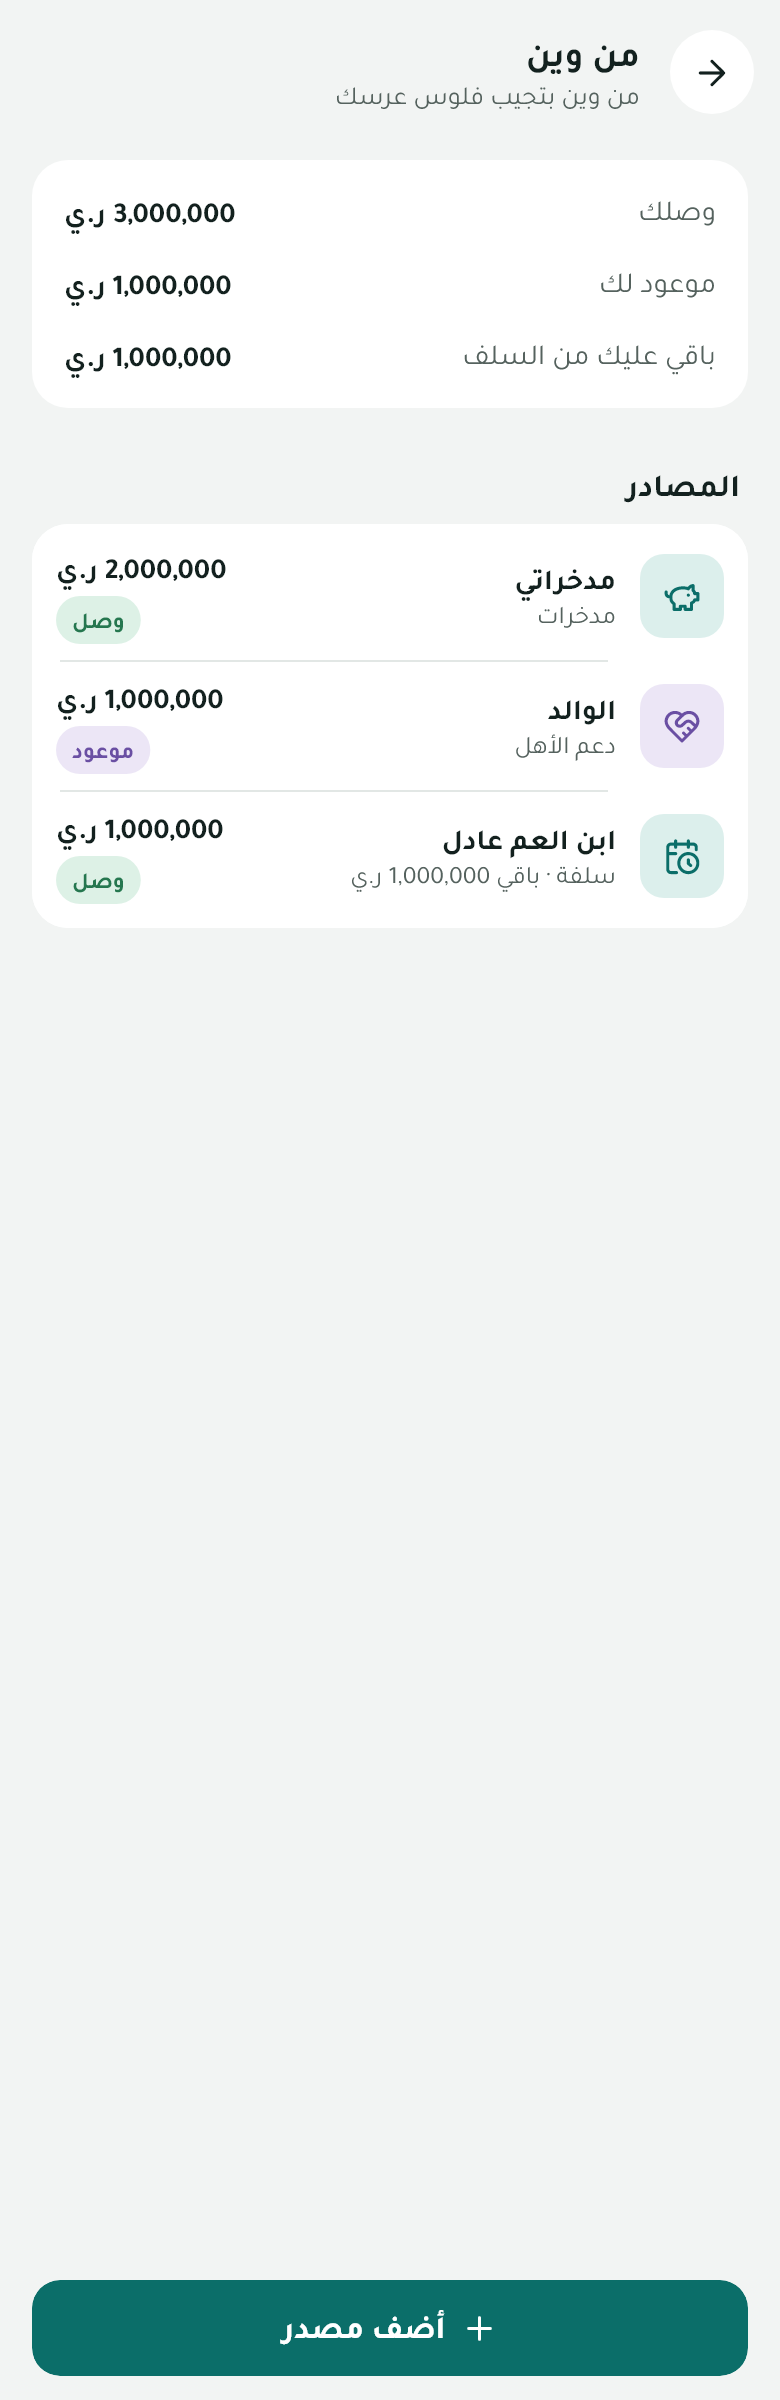 من وين
من وين بتجيب فلوس عرسك
وصلك 3,000,000 ر.ي
موعود لك 1,000,000 ر.ي
باقي عليك من السلف 1,000,000 ر.ي
المصادر
مدخراتي 2,000,000 ر.ي
مدخرات وصل
الوالد 1,000,000 ر.ي
دعم الأهل موعود
ابن العم عادل 1,000,000 ر.ي
سلفة · باقي 1,000,000 ر.ي وصل
أضف مصدر